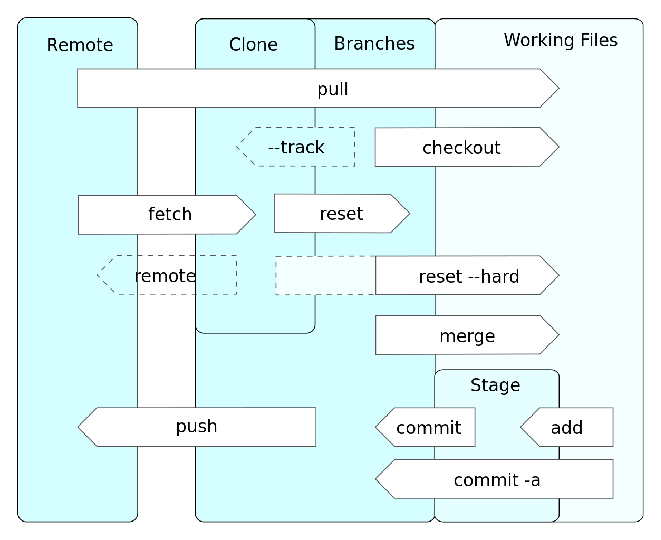 Remote
Clone
Branches
Working Files
pull
--track
checkout
fetch
reset
remote
reset --hard
merge
Stage
push
commit
add
commit -a